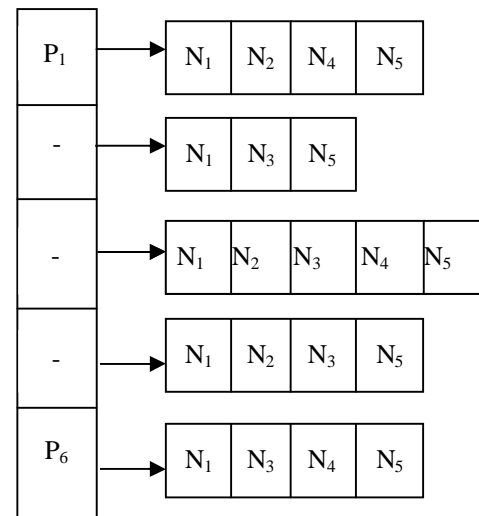 P₁ N₁ N₂ N₄ N₅
- N₁ N₃ N₅
- N₁ N₂ N₃ N₄ N₅
- N₁ N₂ N₃ N₅
P₆ N₁ N₃ N₄ N₅